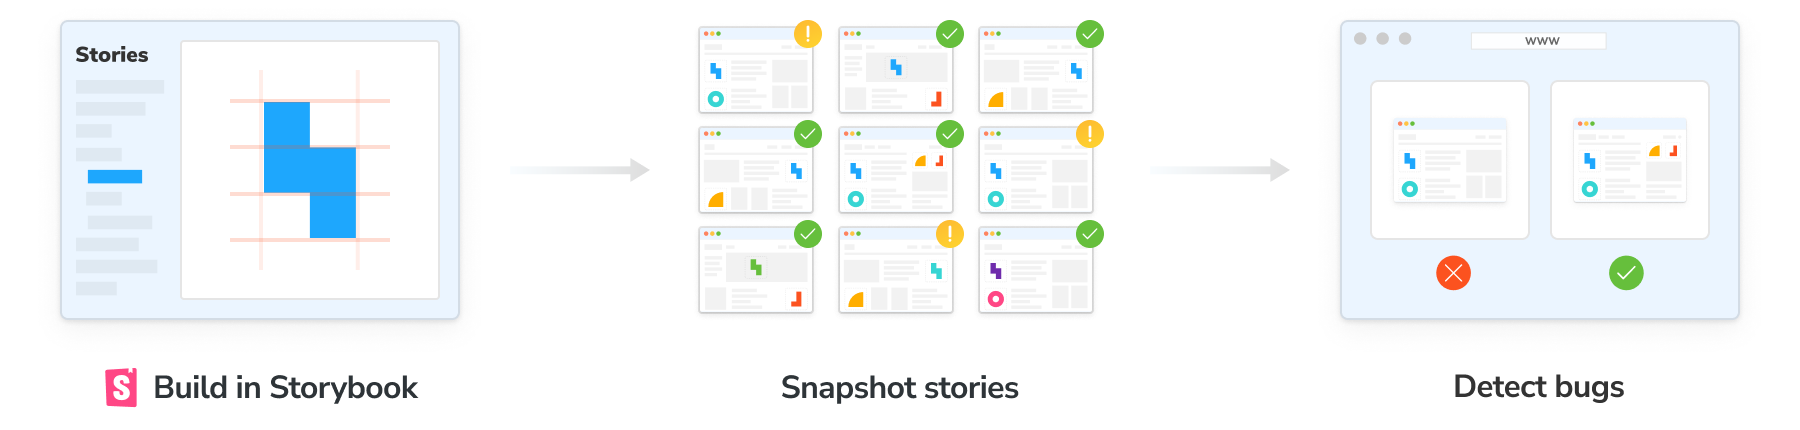 Stories
www
S
Build in Storybook
Snapshot stories
Detect bugs